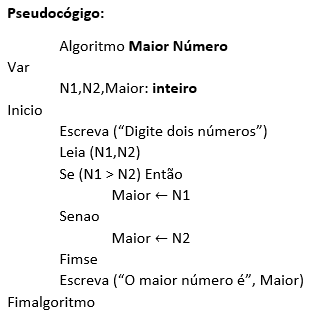 Pseudocógigo:
Algoritmo Maior Número
Var
N1,N2,Maior: inteiro
Inicio
Escreva (“Digite dois números”)
Leia (N1,N2)
Se (N1 > N2) Então
Maior ← N1
Senao
Maior ← N2
Fimse
Escreva (“O maior número é”, Maior)
Fimalgoritmo